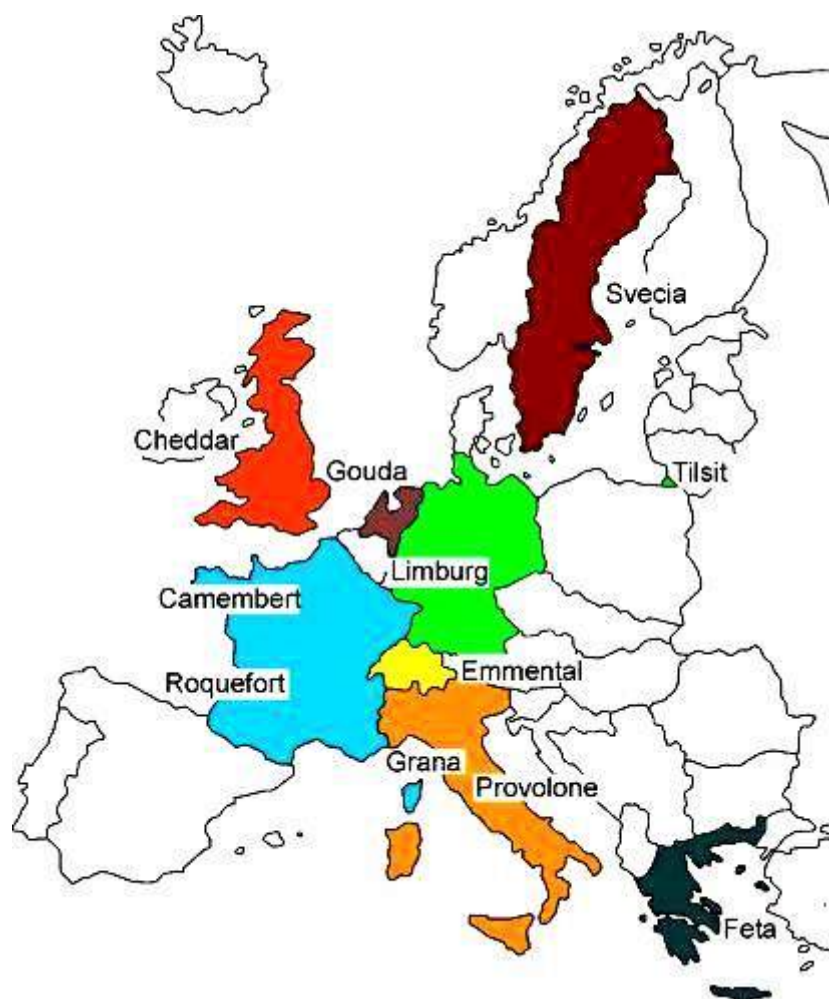 Svecia
Cheddar
Gouda
Tilsit
Limburg
Camembert
Emmental
Roquefort
Grana
Provolone
Feta